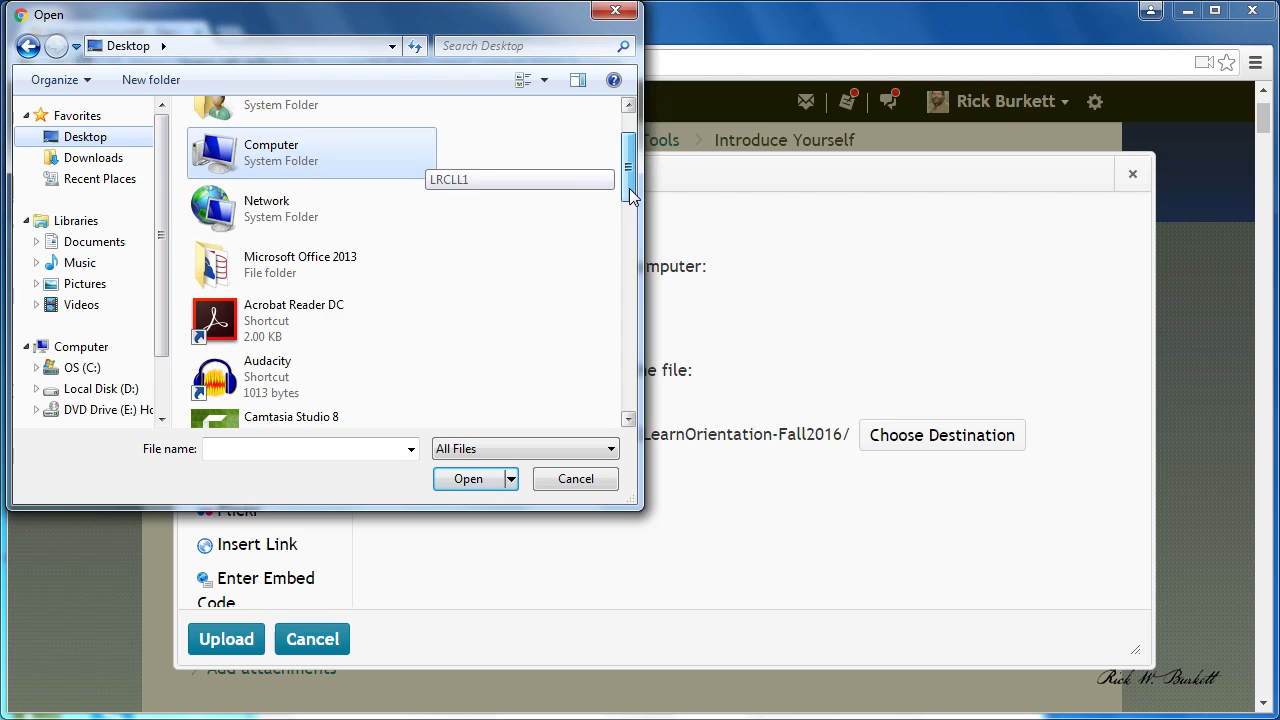 Open
Desktop
Search Desktop
Organize
New folder
Rick Burkett
Favorites
Desktop
Downloads
Recent Places
Libraries
Documents
Music
Pictures
Videos
Computer
OS (C:)
Local Disk (D:)
DVD Drive (E:) Hc
System Folder
Computer
System Folder
LRCLL1
Network
System Folder
Microsoft Office 2013
File folder
Acrobat Reader DC
Shortcut
2.00 KB
Audacity
Shortcut
1013 bytes
Camtasia Studio 8
File name:
All Files
Open
Cancel
Tools
Introduce Yourself
mputer:
e file:
LearnOrientation-Fall2016/
Choose Destination
Flickr
Insert Link
Enter Embed
Code
Upload
Cancel
Add attachments
Rick W. Burkett